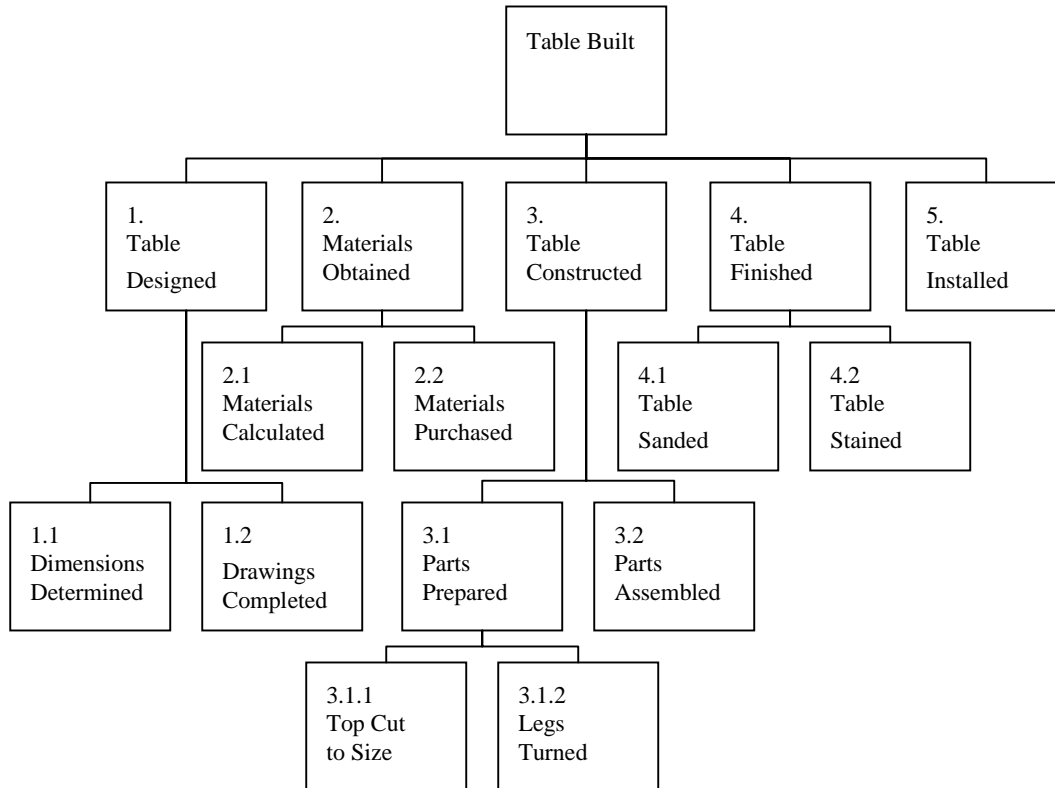 Table Built
1.
Table
Designed
2.
Materials
Obtained
3.
Table
Constructed
4.
Table
Finished
5.
Table
Installed
2.1
Materials
Calculated
2.2
Materials
Purchased
4.1
Table
Sanded
4.2
Table
Stained
1.1
Dimensions
Determined
1.2
Drawings
Completed
3.1
Parts
Prepared
3.2
Parts
Assembled
3.1.1
Top Cut
to Size
3.1.2
Legs
Turned